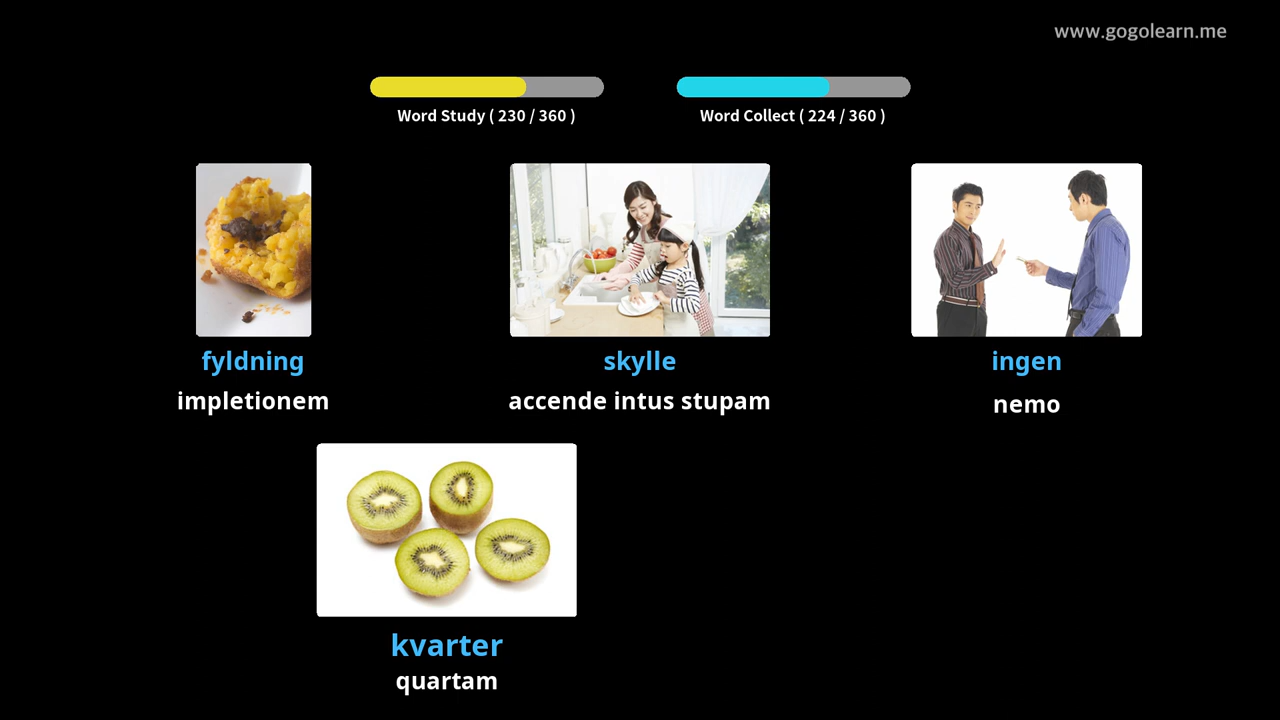 www.gogolearn.me
Word Study ( 230 / 360 )
Word Collect ( 224 / 360 )
fyldning
impletionem
skylle
accende intus stupam
ingen
nemo
kvarter
quartam